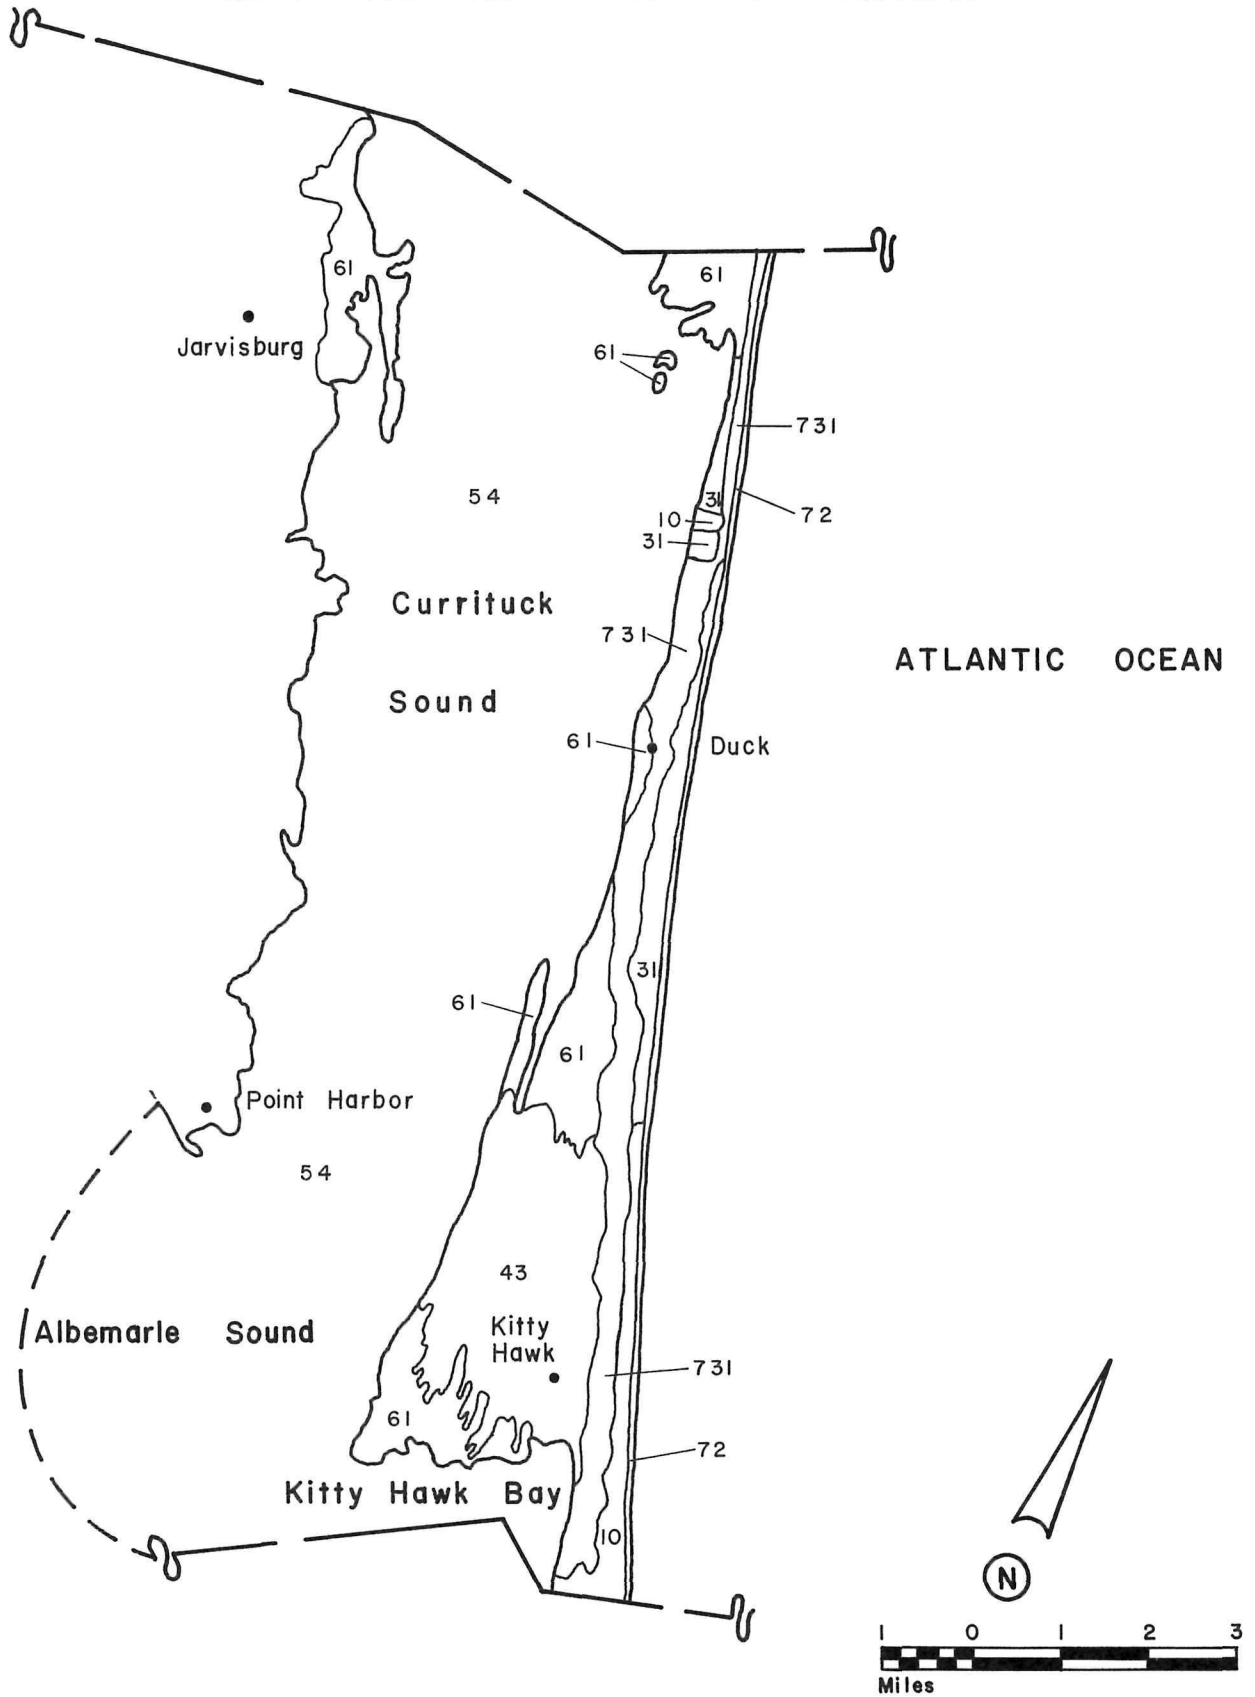 61
61
Jarvisburg
61
731
54
31
10
72
31
Currituck
731
ATLANTIC OCEAN
Sound
61
Duck
31
61
61
Point Harbor
54
43
Albemarle Sound
Kitty
Hawk
731
61
72
Kitty Hawk Bay
10
N
1 0 1 2 3
Miles